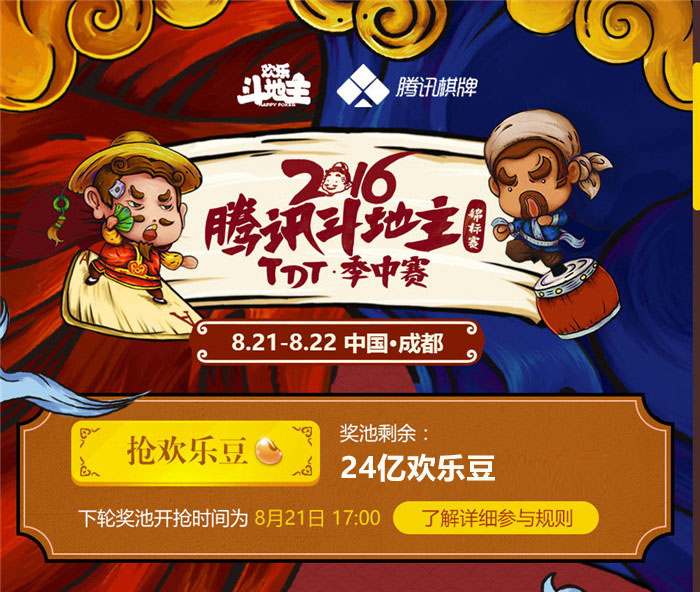 欢乐
斗地主
HAPPY POKER
腾讯棋牌
2016
腾讯斗地主
锦标赛
TDT·季中赛
8.21-8.22 中国•成都
抢欢乐豆
奖池剩余：
24亿欢乐豆
下轮奖池开抢时间为 8月21日 17:00
了解详细参与规则